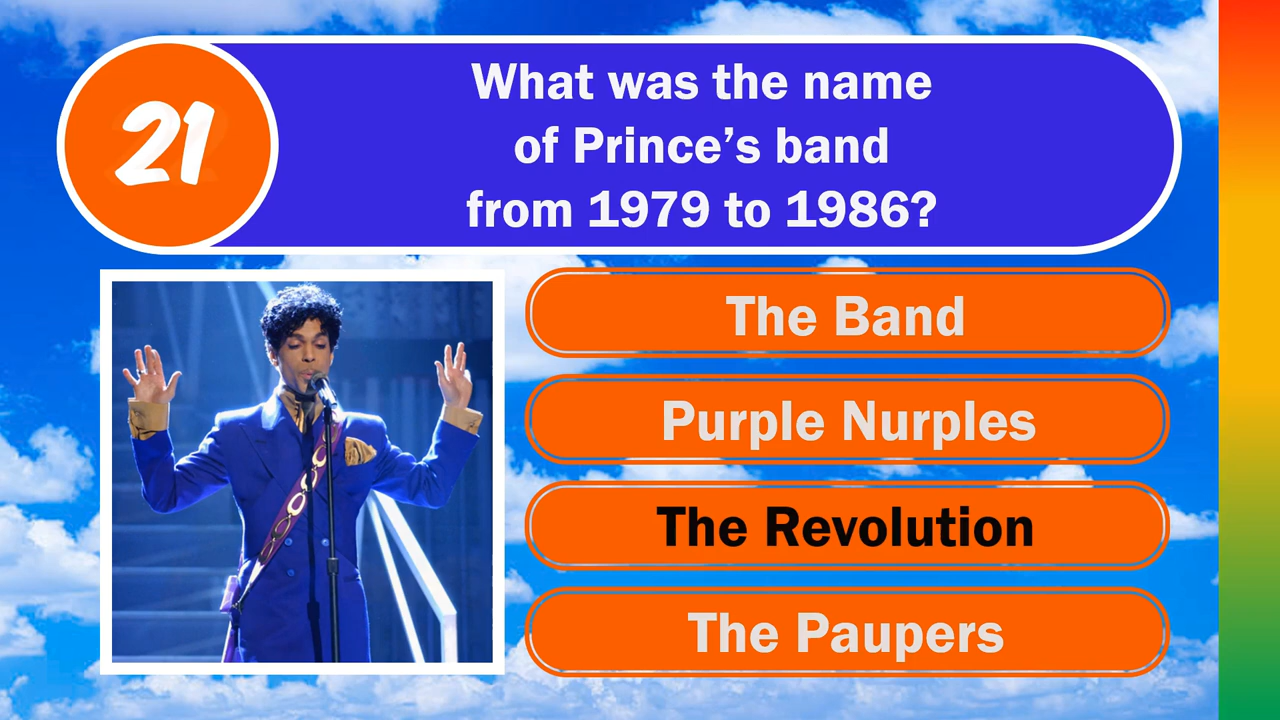 21
What was the name
of Prince’s band
from 1979 to 1986?
The Band
Purple Nurples
The Revolution
The Paupers